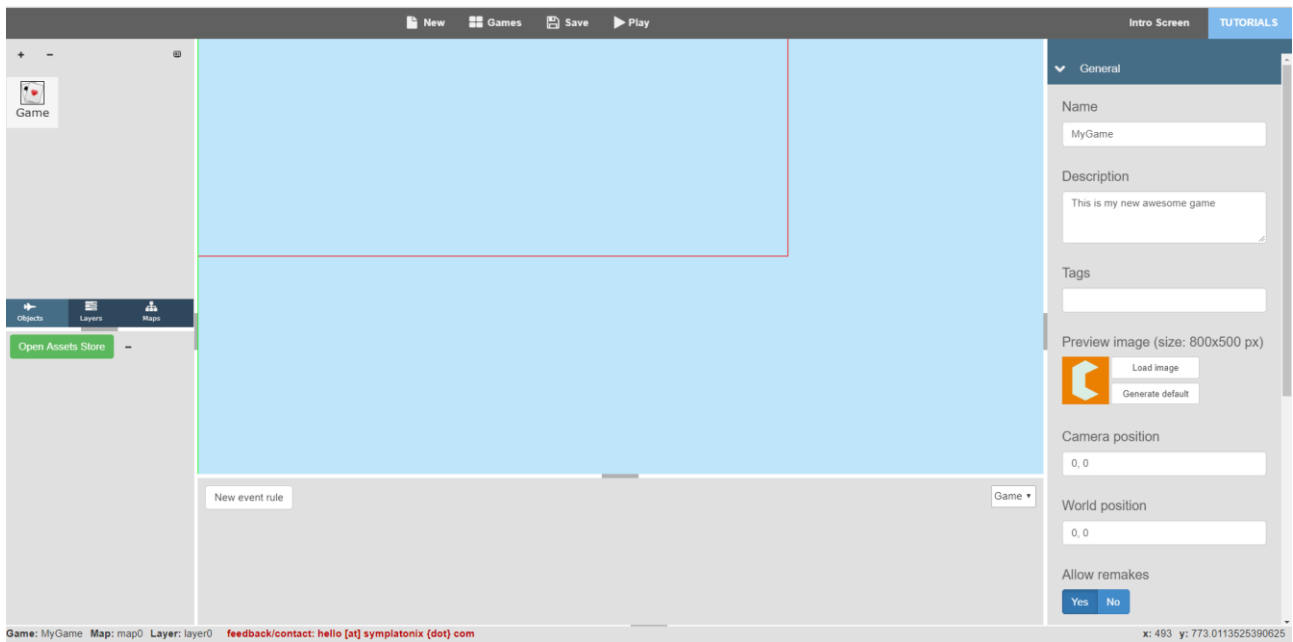 New Games Save Play Intro Screen TUTORIALS
+ -
Game
Objects Layers Maps
Open Assets Store -
New event rule Game
General
Name
MyGame
Description
This is my new awesome game
Tags
Preview image (size: 800x500 px)
Load image
Generate default
Camera position
0, 0
World position
0, 0
Allow remakes
Yes No
Game: MyGame Map: map0 Layer: layer0 feedback/contact: hello [at] symplatonix {dot} com x: 493 y: 773.0113525390625